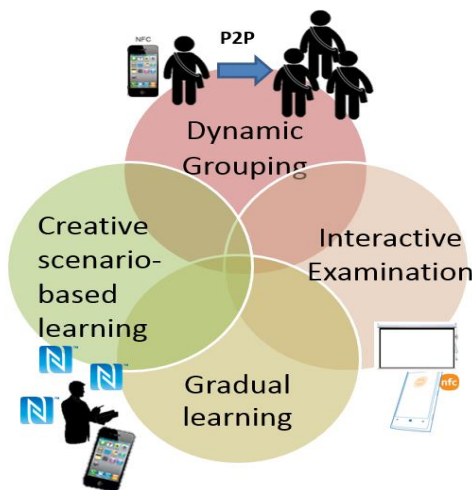 NFC
P2P
Dynamic
Grouping
Creative
scenario-
based
learning
Interactive
Examination
nfc
Gradual
learning